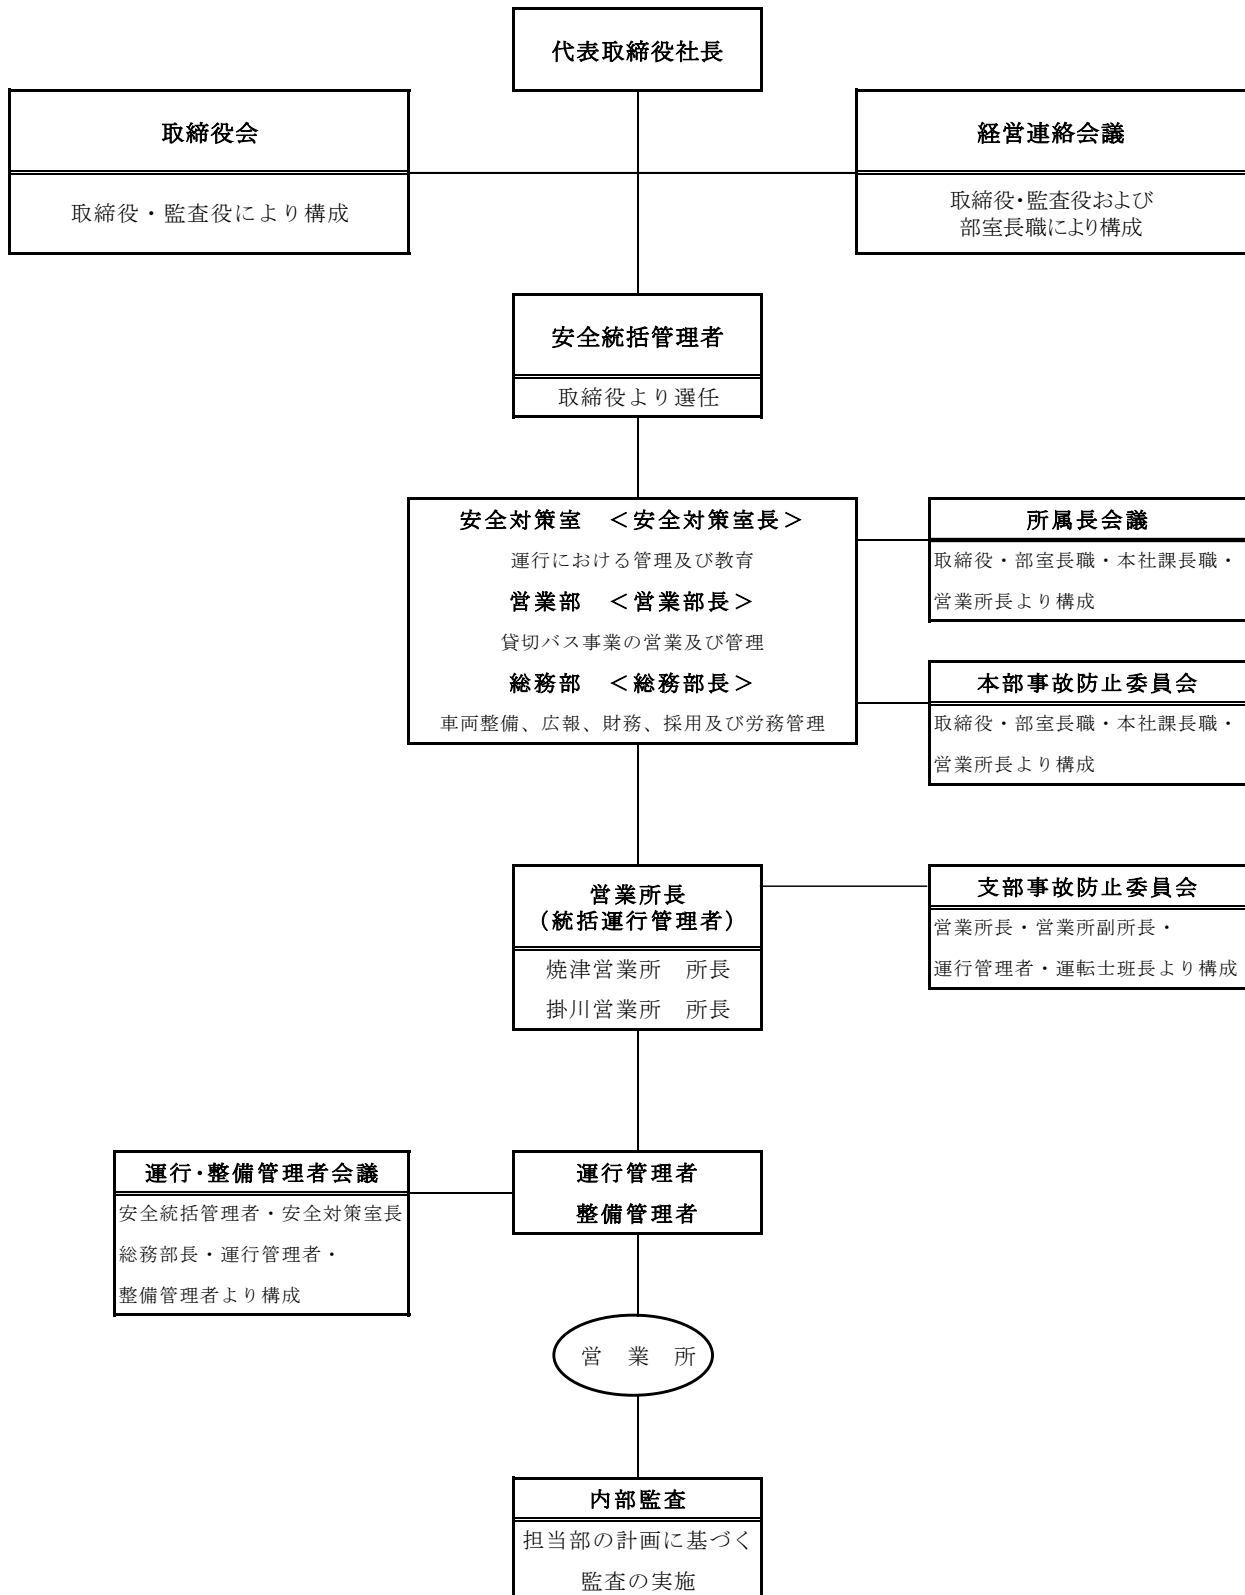 代表取締役社長
取締役会
取締役・監査役により構成
経営連絡会議
取締役・監査役および
部室長職により構成
安全統括管理者
取締役より選任
安全対策室　＜安全対策室長＞
運行における管理及び教育
営業部　＜営業部長＞
貸切バス事業の営業及び管理
総務部　＜総務部長＞
車両整備、広報、財務、採用及び労務管理
所属長会議
取締役・部室長職・本社課長職・
営業所長より構成
本部事故防止委員会
取締役・部室長職・本社課長職・
営業所長より構成
営業所長
（統括運行管理者）
焼津営業所　所長
掛川営業所　所長
支部事故防止委員会
営業所長・営業所副所長・
運行管理者・運転士班長より構成
運行・整備管理者会議
安全統括管理者・安全対策室長
総務部長・運行管理者・
整備管理者より構成
運行管理者
整備管理者
営　業　所
内部監査
担当部の計画に基づく
監査の実施